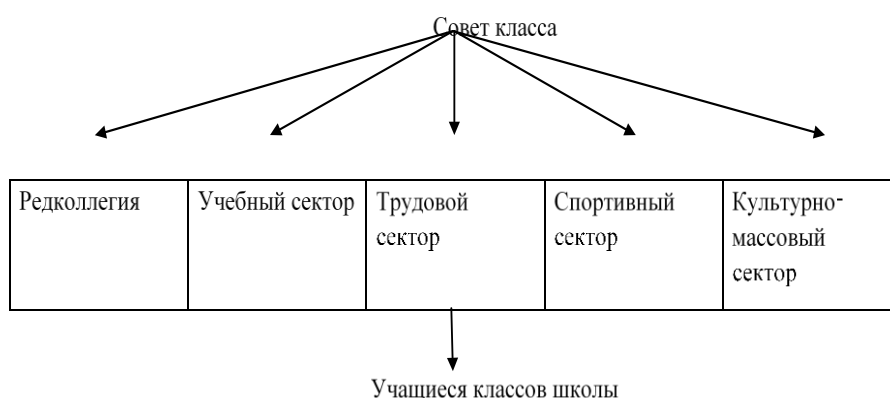 Совет класса
Редколлегия
Учебный сектор
Трудовой
сектор
Спортивный
сектор
Культурно-
массовый
сектор
Учащиеся классов школы